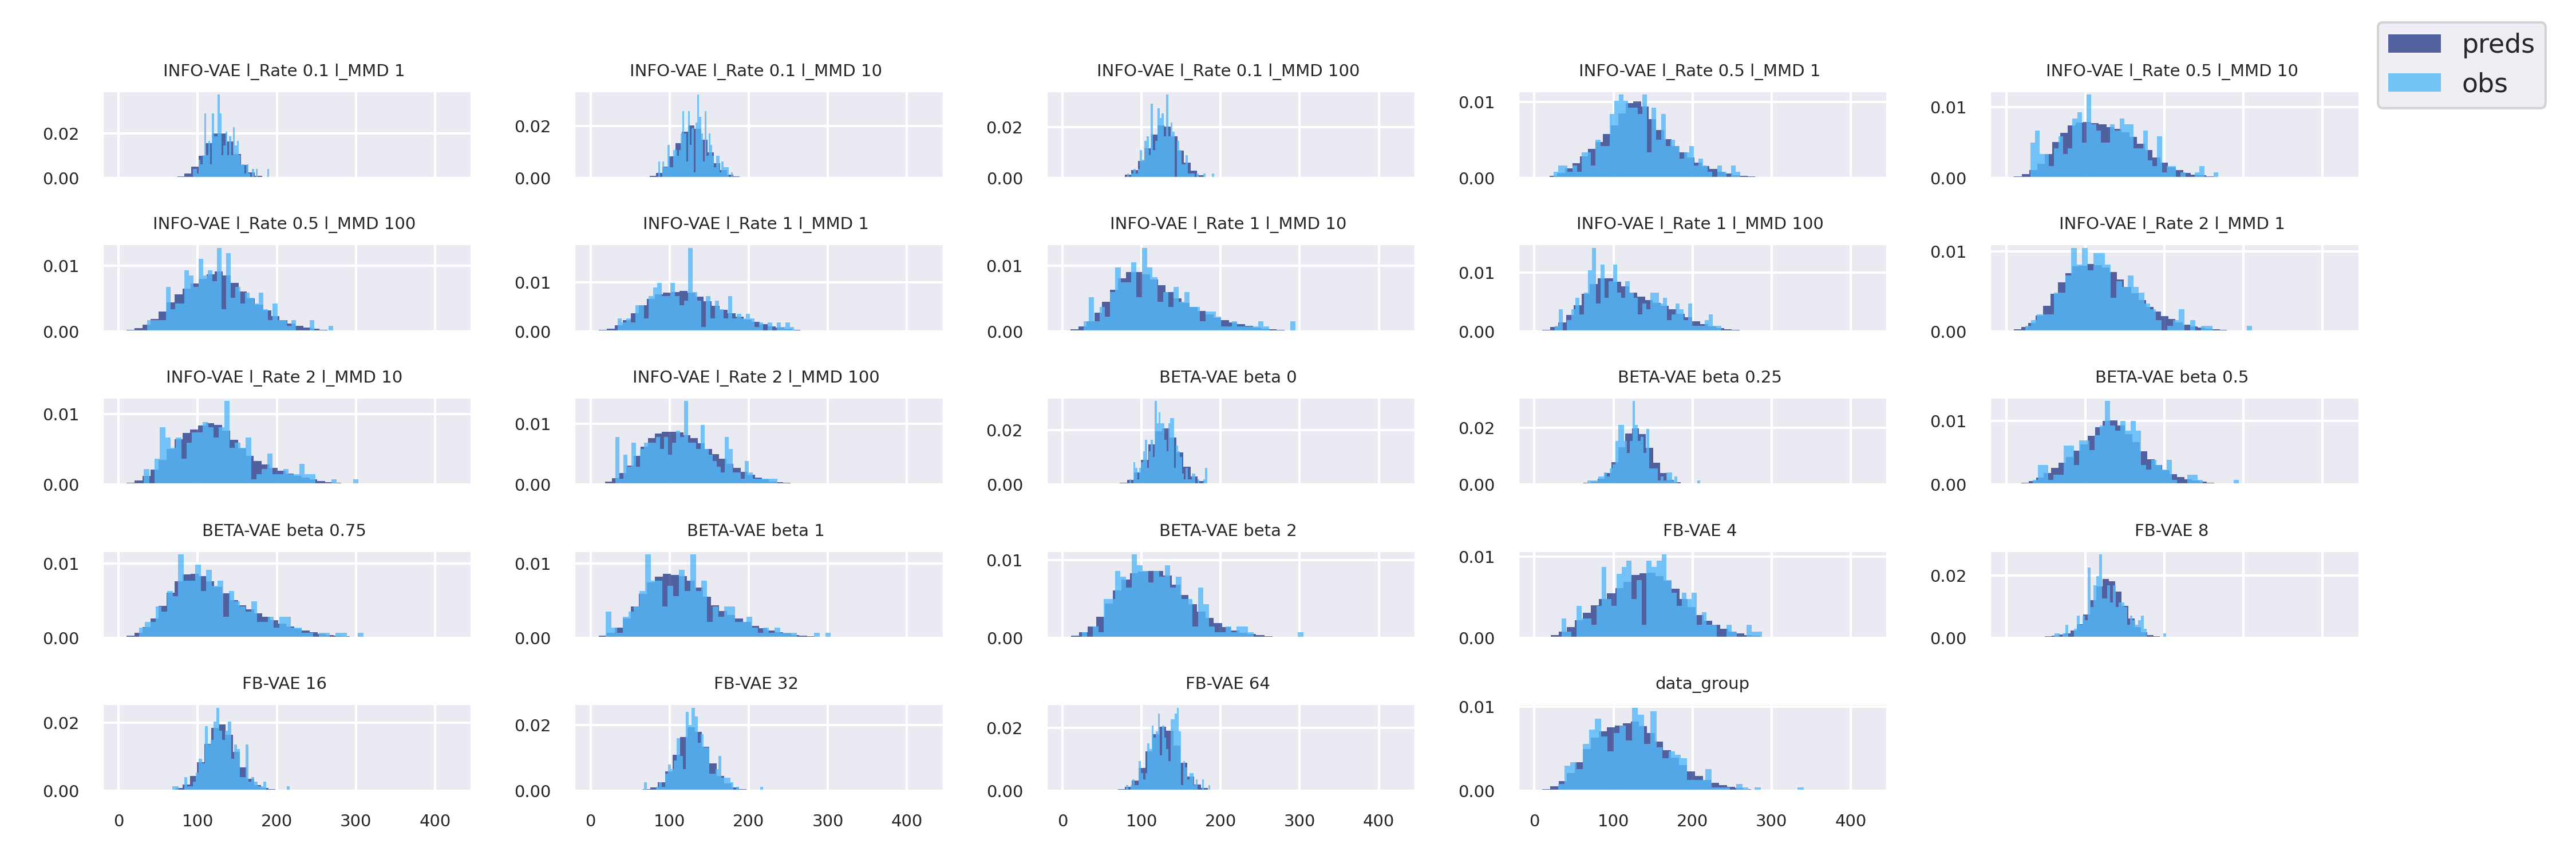 preds
obs
INFO-VAE l_Rate 0.1 l_MMD 1
INFO-VAE l_Rate 0.1 l_MMD 10
INFO-VAE l_Rate 0.1 l_MMD 100
INFO-VAE l_Rate 0.5 l_MMD 1
INFO-VAE l_Rate 0.5 l_MMD 10
0.02
0.00
0.02
0.00
0.02
0.00
0.01
0.00
0.01
0.00
INFO-VAE l_Rate 0.5 l_MMD 100
INFO-VAE l_Rate 1 l_MMD 1
INFO-VAE l_Rate 1 l_MMD 10
INFO-VAE l_Rate 1 l_MMD 100
INFO-VAE l_Rate 2 l_MMD 1
0.01
0.00
0.01
0.00
0.01
0.00
0.01
0.00
0.01
0.00
INFO-VAE l_Rate 2 l_MMD 10
INFO-VAE l_Rate 2 l_MMD 100
BETA-VAE beta 0
BETA-VAE beta 0.25
BETA-VAE beta 0.5
0.01
0.00
0.01
0.00
0.02
0.00
0.02
0.00
0.01
0.00
BETA-VAE beta 0.75
BETA-VAE beta 1
BETA-VAE beta 2
FB-VAE 4
FB-VAE 8
0.01
0.00
0.01
0.00
0.01
0.00
0.01
0.00
0.02
0.00
FB-VAE 16
FB-VAE 32
FB-VAE 64
data_group
0.02
0.00
0.02
0.00
0.02
0.00
0.01
0.00
0 100 200 300 400
0 100 200 300 400
0 100 200 300 400
0 100 200 300 400